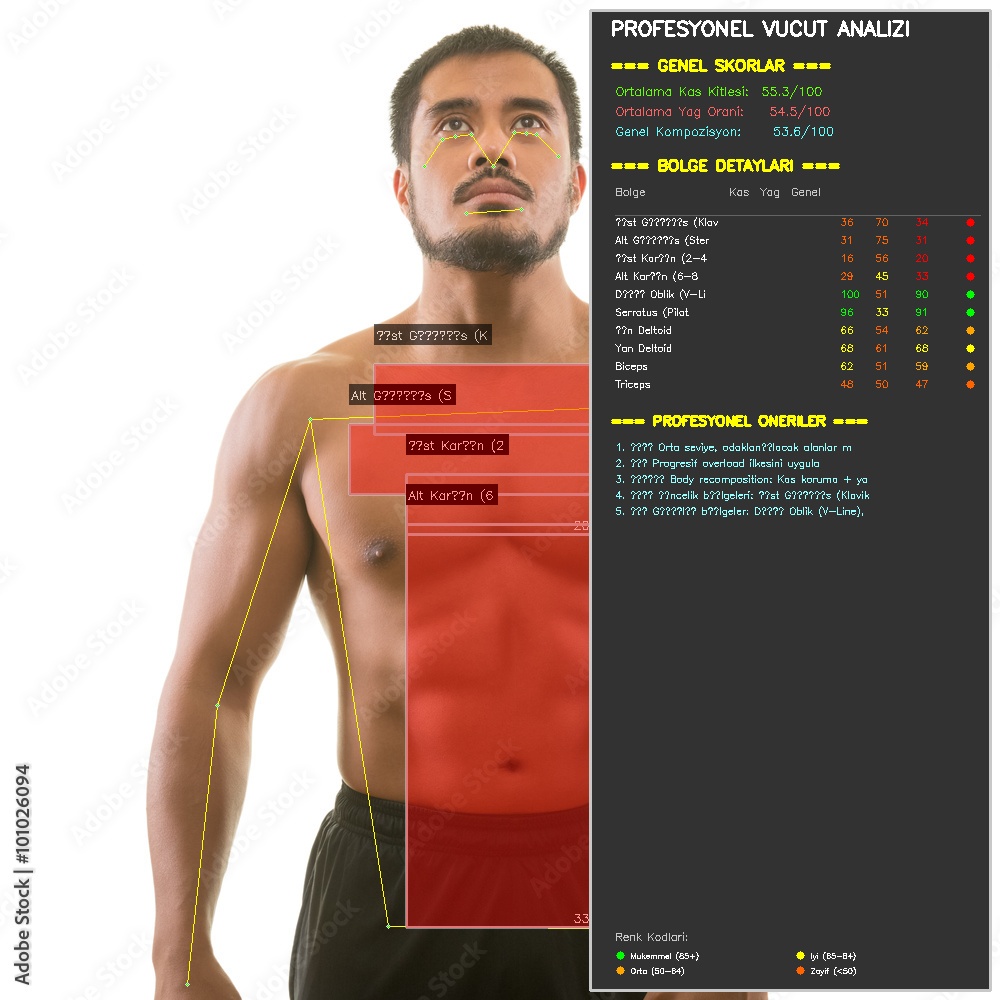 PROFESYONEL VUCUT ANALIZI
=== GENEL SKORLAR ===
Ortalama Kas Kitlesi: 55.3/100
Ortalama Yag Orani: 54.5/100
Genel Kompozisyon: 53.6/100
=== BOLGE DETAYLARI ===
Bolge Kas Yag Genel
??st G??????s (Klav 36 70 34
Alt G??????s (Ster 31 75 31
??st Kar??n (2-4 16 56 20
Alt Kar??n (6-8 29 45 33
D???? Oblik (V-Li 100 51 90
Serratus (Pilat 96 33 91
??n Deltoid 66 54 62
Yan Deltoid 68 61 68
Biceps 62 51 59
Triceps 48 50 47
=== PROFESYONEL ONERILER ===
1. ???? Orta seviye, odaklan??lacak alanlar m
2. ??? Progresif overload ilkesini uygula
3. ?????? Body recomposition: Kas koruma + ya
4. ???? ??ncelik b??lgeleri: ??st G??????s (Klavik
5. ??? G????l?? b??lgeler: D???? Oblik (V-Line),
Renk Kodlari:
Mukemmel (85+)
Iyi (65-84)
Orta (50-64)
Zayif (<50)
??st G??????s (K
Alt G??????s (S
??st Kar??n (2
Alt Kar??n (6
20
33
Adobe Stock | #101026094
Adobe Stock